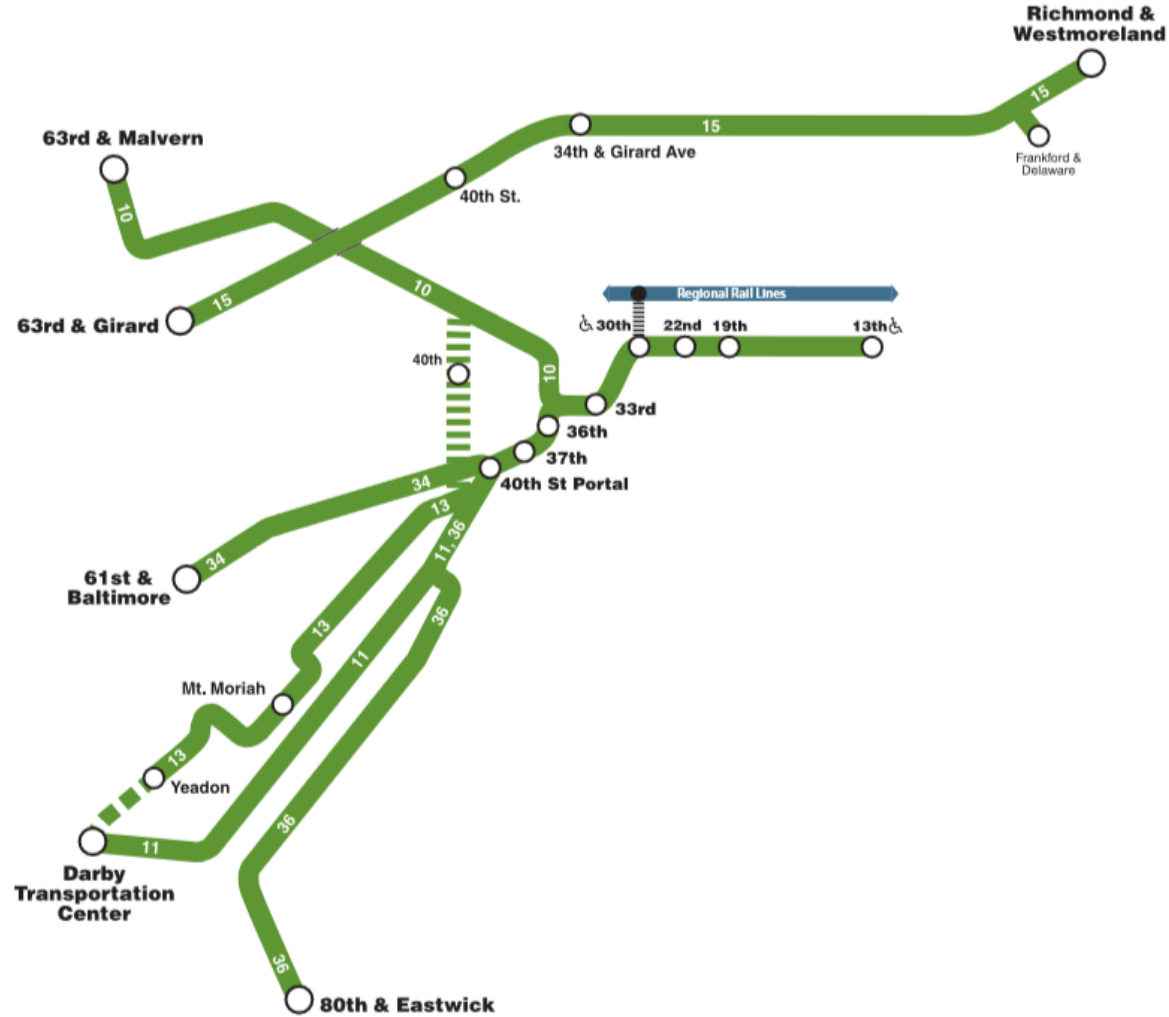 Richmond &
Westmoreland
15
63rd & Malvern
15
34th & Girard Ave
Frankford &
Delaware
40th St.
10
15
10
63rd & Girard
Regional Rail Lines
30th
22nd
19th
13th
40th
10
33rd
36th
37th
40th St Portal
34
13
11, 36
34
61st &
Baltimore
36
13
11
Mt. Moriah
13
Yeadon
36
11
Darby
Transportation
Center
36
80th & Eastwick